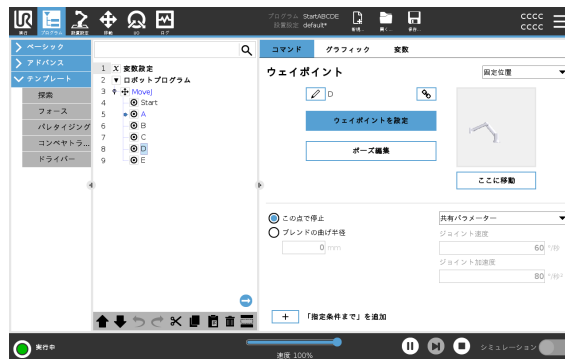 プログラム StartABCDE
設置設定 default*
CCCC
CCCC
実行 プログラム 設置設定 移動 I/O ログ
新規... 開く... 保存...
ベーシック
アドバンス
テンプレート
探索
フォース
パレタイジング
コンベヤトラ...
ドライバー
1 X 変数設定
2 ▼ ロボットプログラム
3 MoveJ
4 Start
5 A
6 B
7 C
8 D
9 E
コマンド グラフィック 変数
ウェイポイント
固定位置
D
ウェイポイントを設定
ポーズ編集
ここに移動
この点で停止
ブレンドの曲げ半径
0 mm
共有パラメーター
ジョイント速度
60 °/秒
ジョイント加速度
80 °/秒²
+ 「指定条件まで」を追加
実行中
速度 100%
シミュレーション